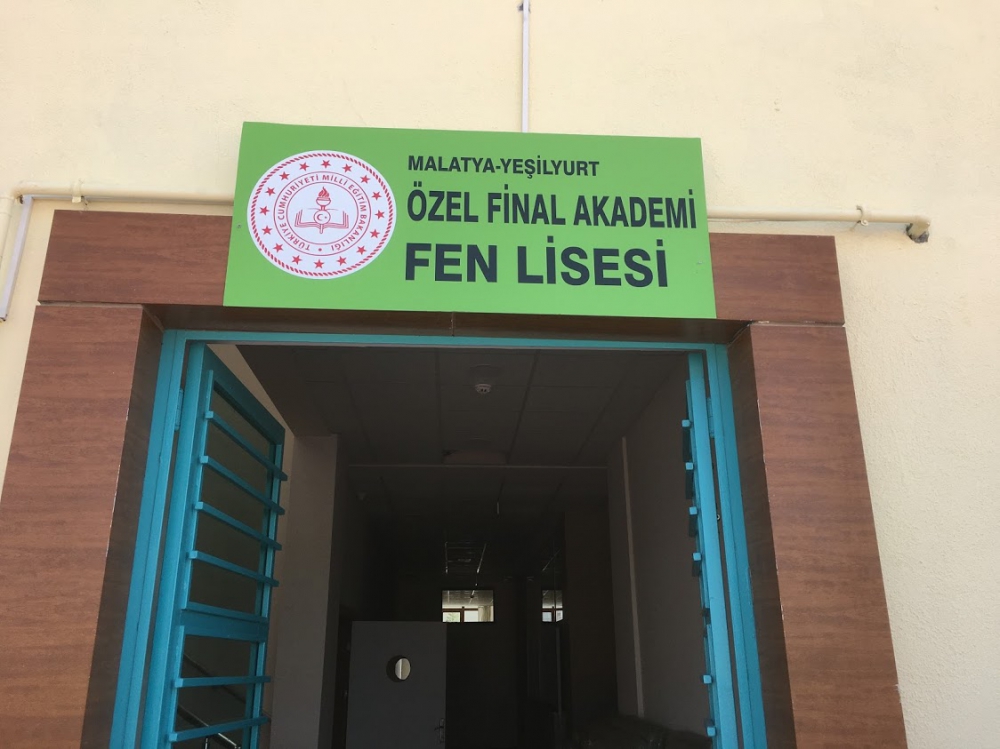 MALATYA-YEŞİLYURT
ÖZEL FİNAL AKADEMİ
FEN LİSESİ
TÜRKİYE CUMHURİYETİ MİLLİ EĞİTİM BAKANLIĞI